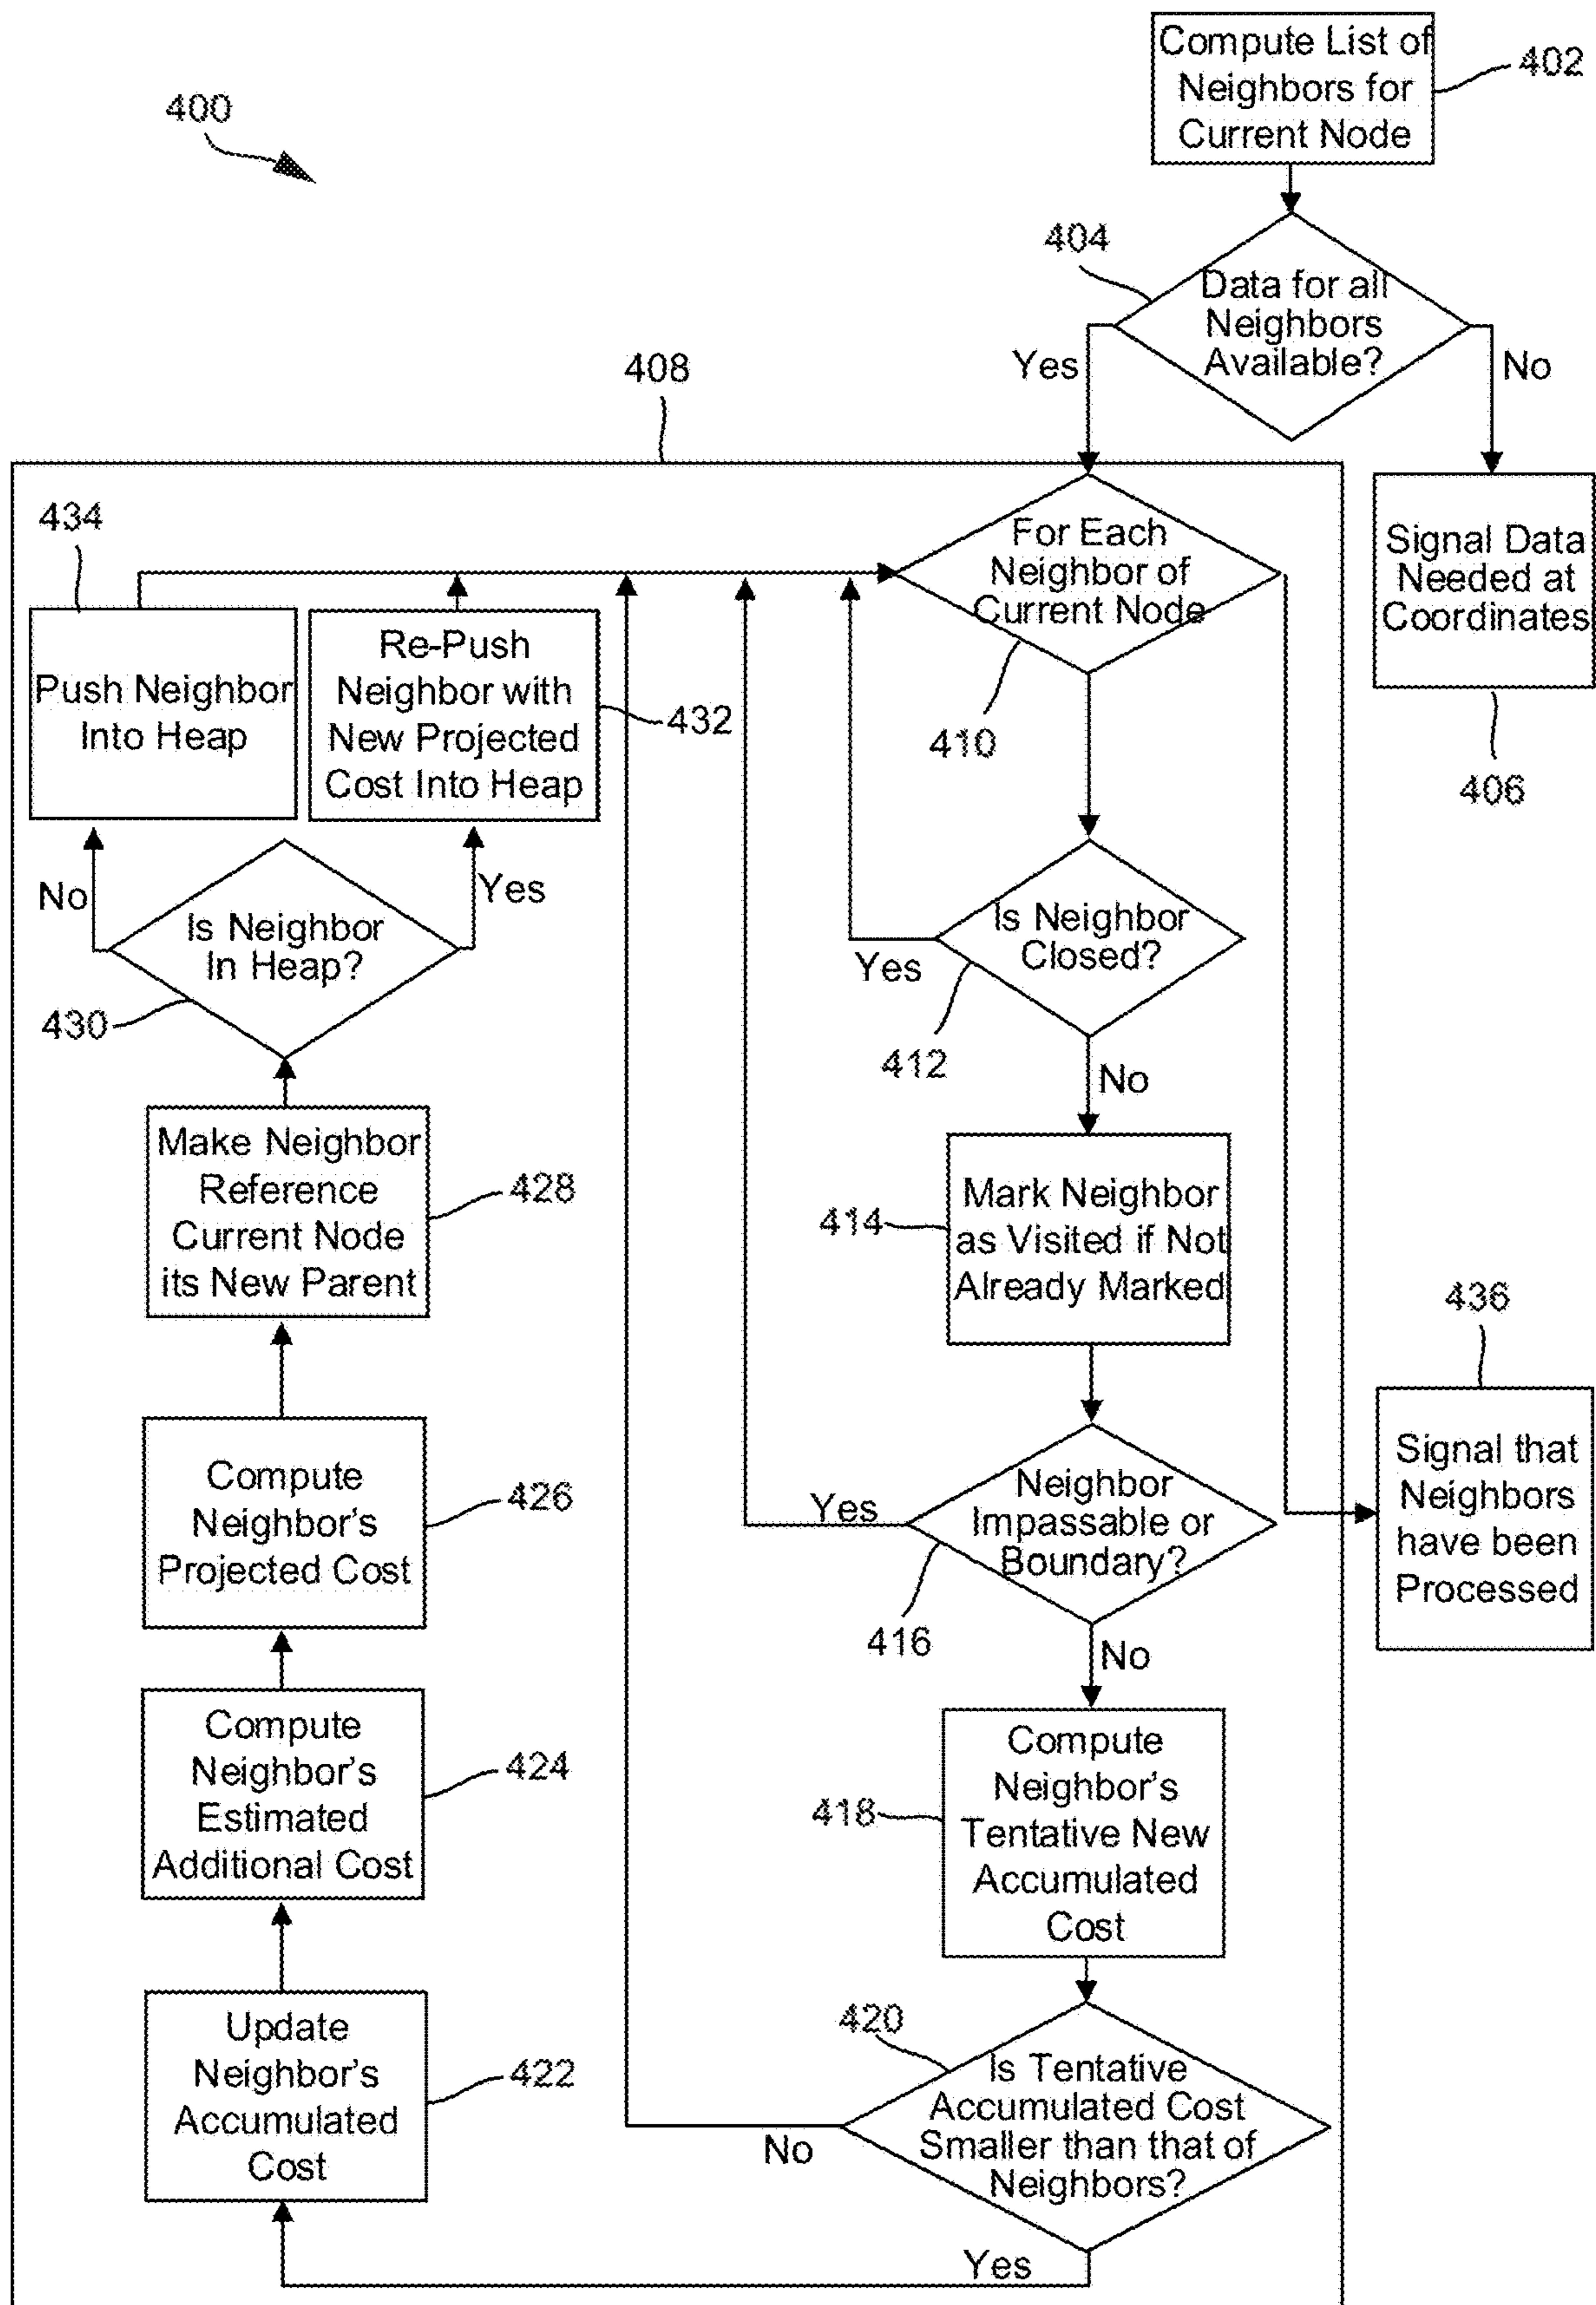 400
Compute List of
Neighbors for
Current Node
402
404
Data for all
Neighbors
Available?
Yes
No
408
Signal Data
Needed at
Coordinates
406
For Each
Neighbor of
Current Node
410
434
Push Neighbor
Into Heap
Re-Push
Neighbor with
New Projected
Cost Into Heap
432
No
Yes
Is Neighbor
In Heap?
430
Is Neighbor
Closed?
Yes
412
No
Make Neighbor
Reference
Current Node
its New Parent
428
Mark Neighbor
as Visited if Not
Already Marked
414
436
Signal that
Neighbors
have been
Processed
Compute
Neighbor's
Projected Cost
426
Neighbor
Impassable or
Boundary?
Yes
416
No
Compute
Neighbor's
Estimated
Additional Cost
424
Compute
Neighbor's
Tentative New
Accumulated
Cost
418
Update
Neighbor's
Accumulated
Cost
422
420
Is Tentative
Accumulated Cost
Smaller than that of
Neighbors?
No
Yes